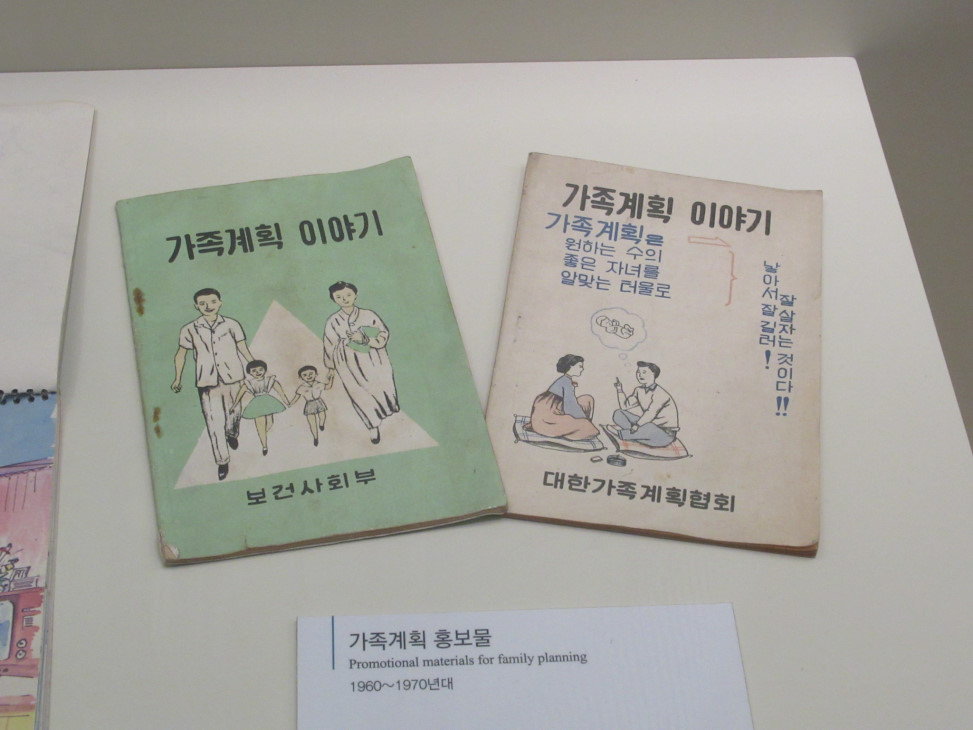 가족계획 이야기
보건사회부
가족계획 이야기
가족계획은
원하는 수의
좋은 자녀를
알맞는 터울로
낳아서 잘 길러!
잘 살자는 것이다!!
대한가족계획협회
가족계획 홍보물
Promotional materials for family planning
1960~1970년대